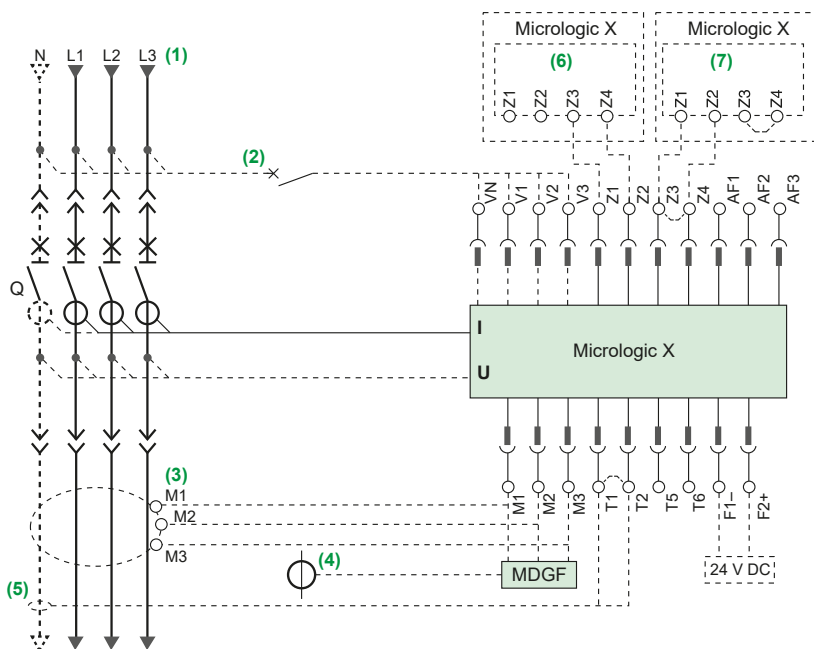 Micrologic X
Micrologic X
(6)
(7)
Z1 Z2 Z3 Z4
Z1 Z2 Z3 Z4
N L1 L2 L3 (1)
(2)
VN V1 V2 V3 Z1 Z2 Z3 Z4 AF1 AF2 AF3
Q
I
Micrologic X
U
(3)
M1
M2
M3
M1 M2 M3 T1 T2 T5 T6 F1– F2+
(4)
MDGF
24 V DC
(5)